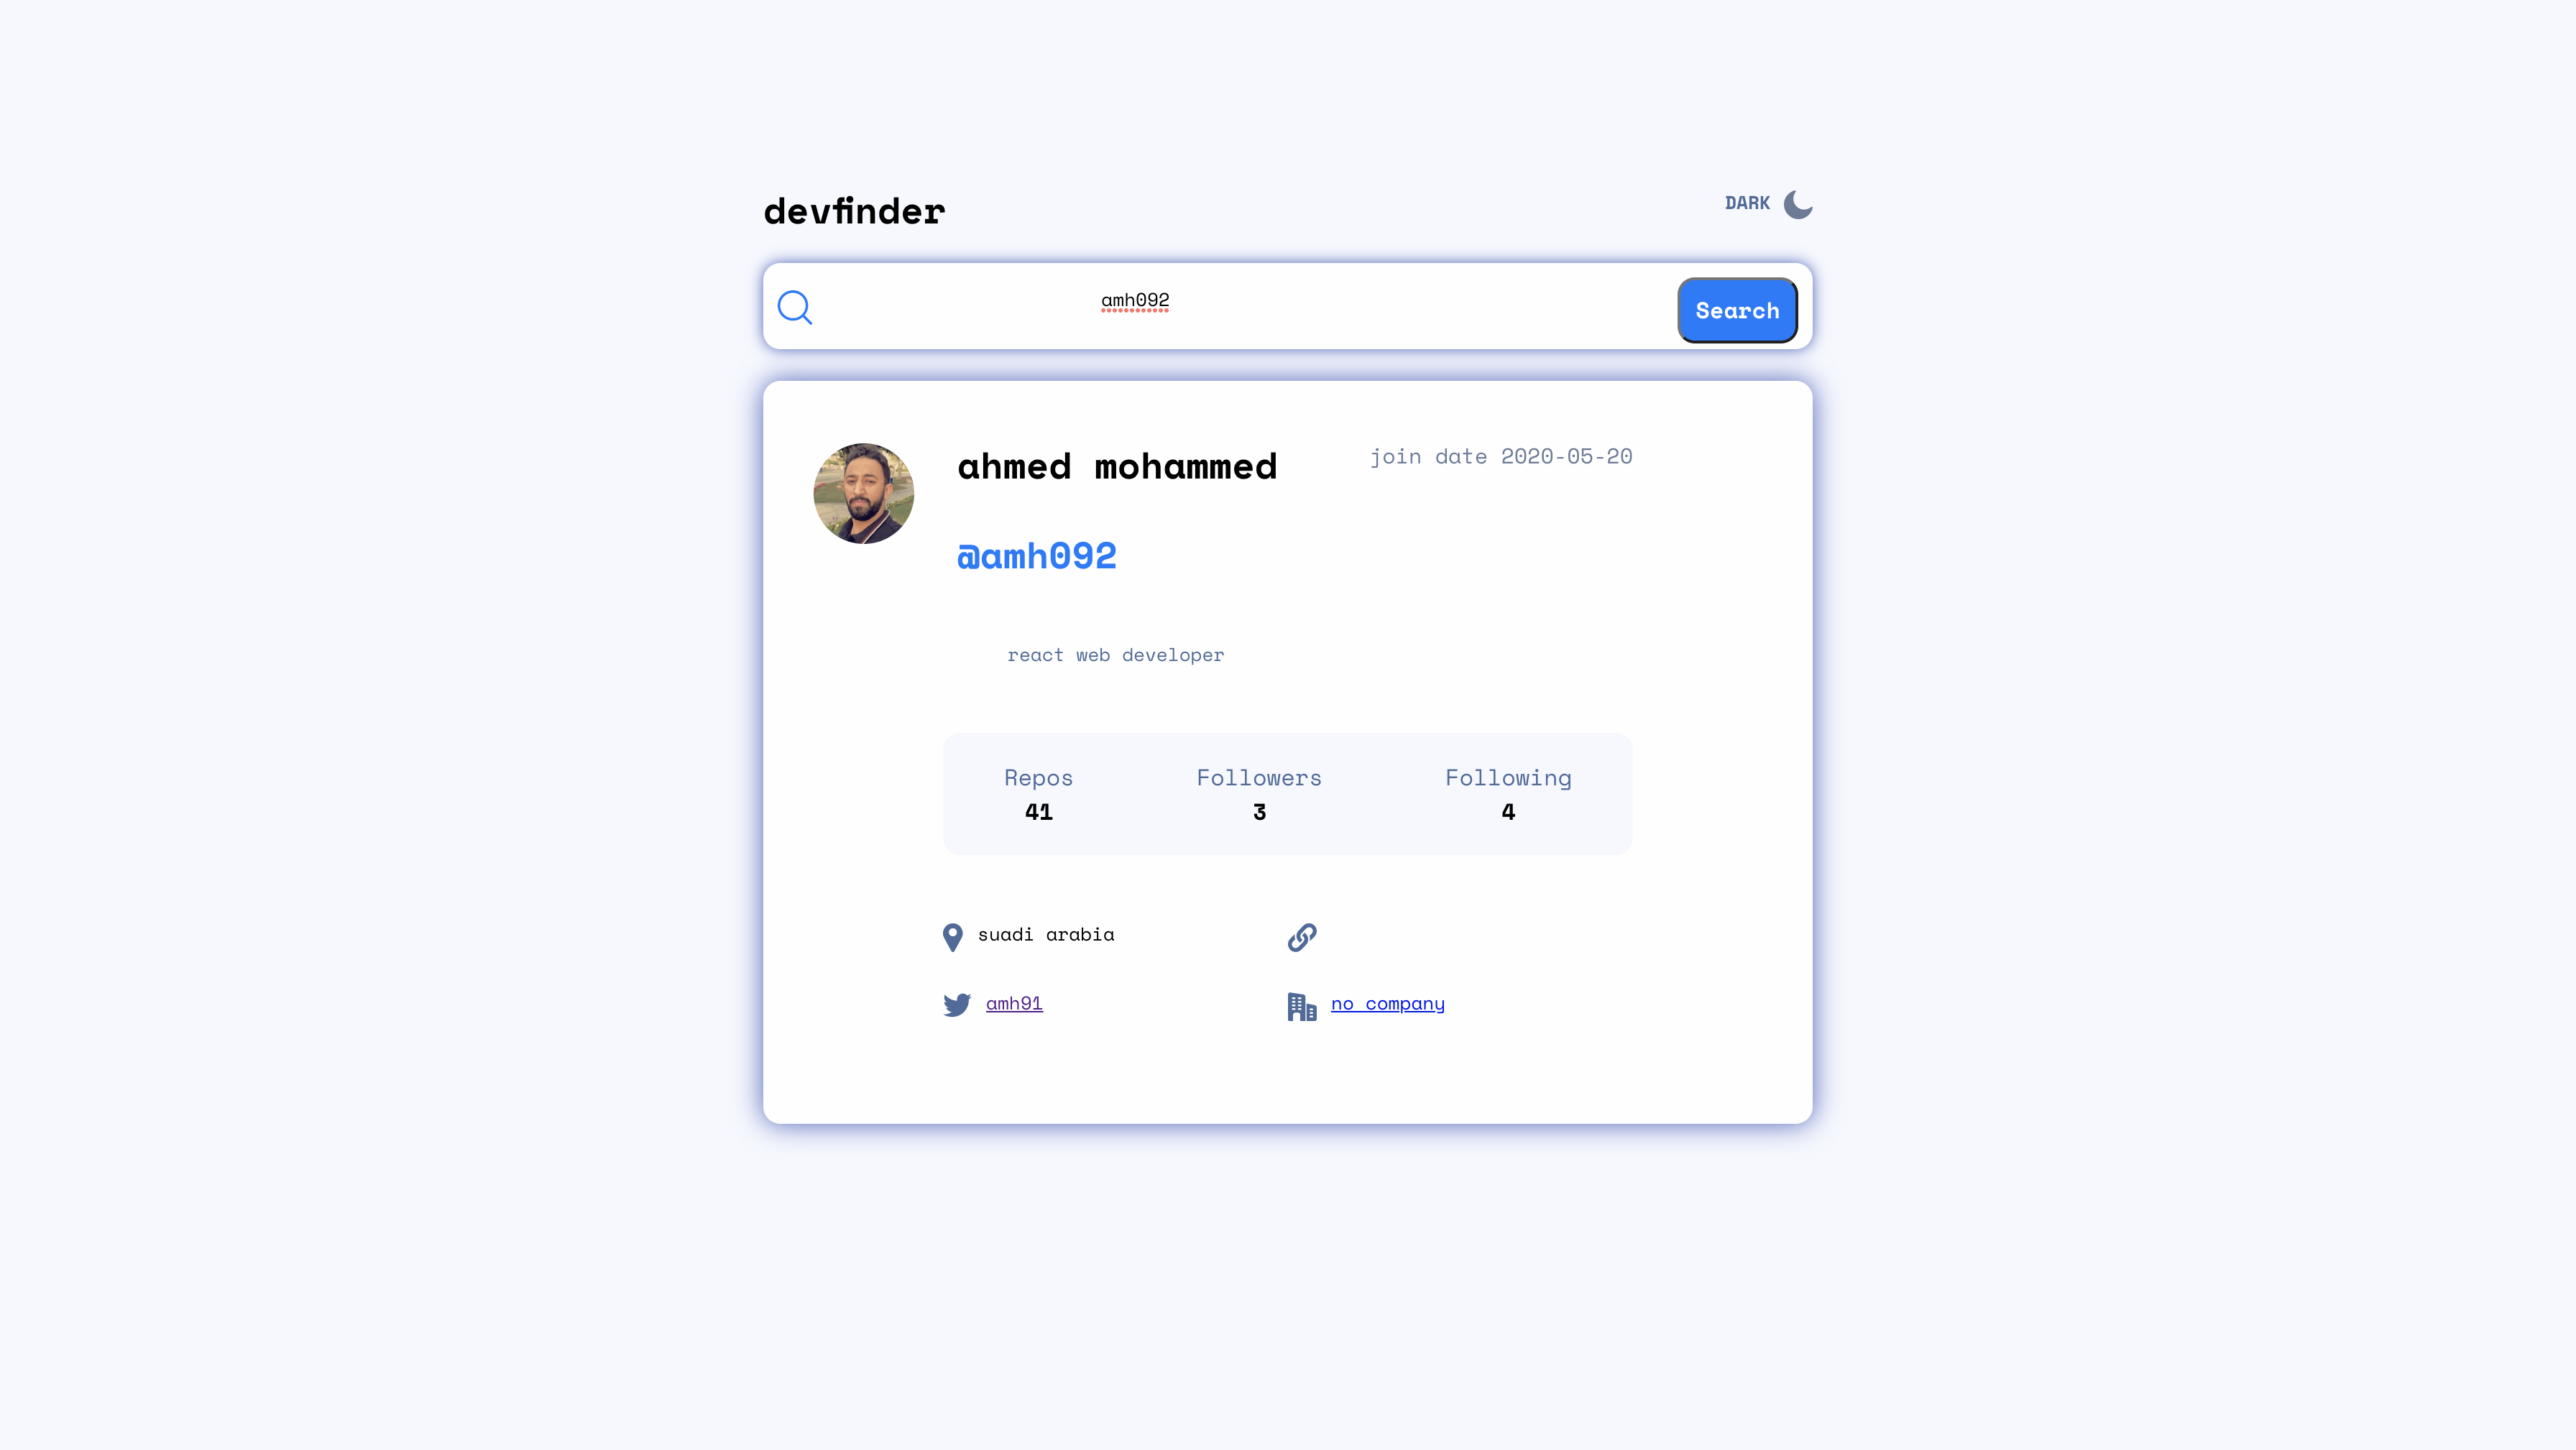 devfinder
DARK
amh092
Search
ahmed mohammed
join date 2020-05-20
@amh092
react web developer
Repos
Followers
Following
41
3
4
suadi arabia
amh91
no company